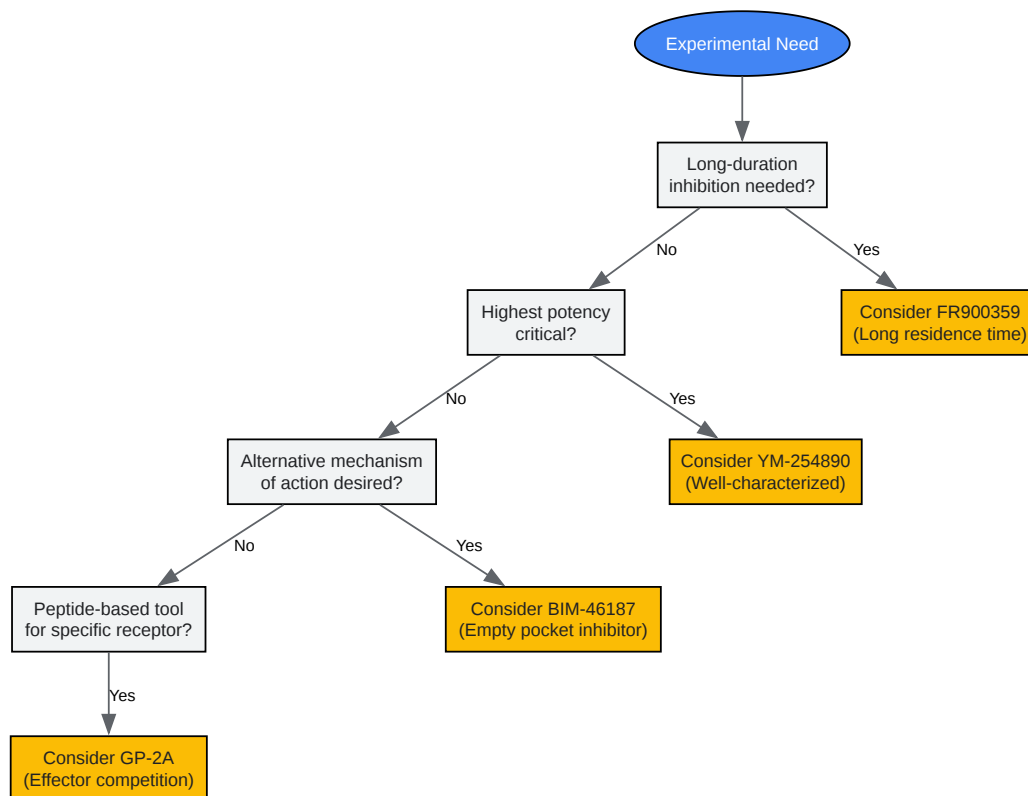 Experimental Need
Long-duration
inhibition needed?
No
Yes
Highest potency
critical?
Consider FR900359
(Long residence time)
No
Yes
Alternative mechanism
of action desired?
Consider YM-254890
(Well-characterized)
No
Yes
Peptide-based tool
for specific receptor?
Consider BIM-46187
(Empty pocket inhibitor)
Yes
Consider GP-2A
(Effector competition)